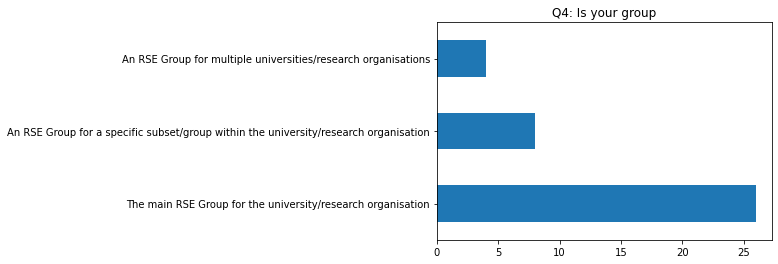 Q4: Is your group
An RSE Group for multiple universities/research organisations
An RSE Group for a specific subset/group within the university/research organisation
The main RSE Group for the university/research organisation
0 5 10 15 20 25